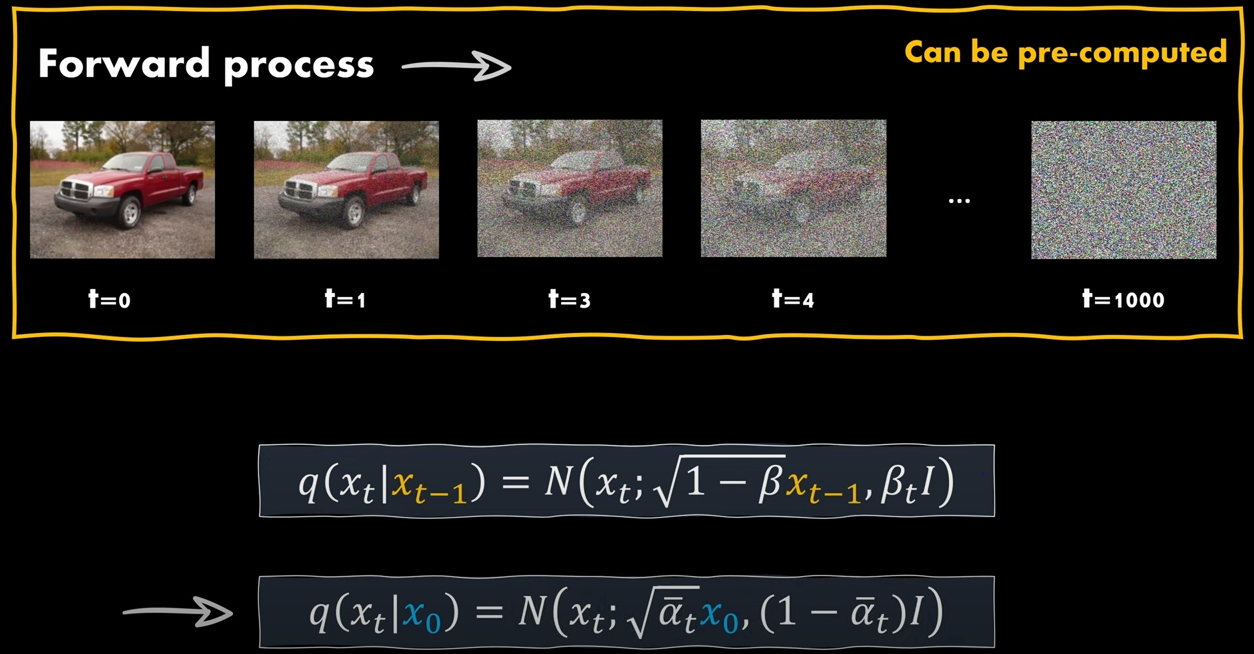 Forward process
Can be pre-computed
t=0 t=1 t=3 t=4 ... t=1000
q(x_t|x_{t-1}) = N(x_t; √(1 − β) x_{t-1}, β_t I)
q(x_t|x_0) = N(x_t; √(ᾱ_t) x_0, (1 − ᾱ_t)I)